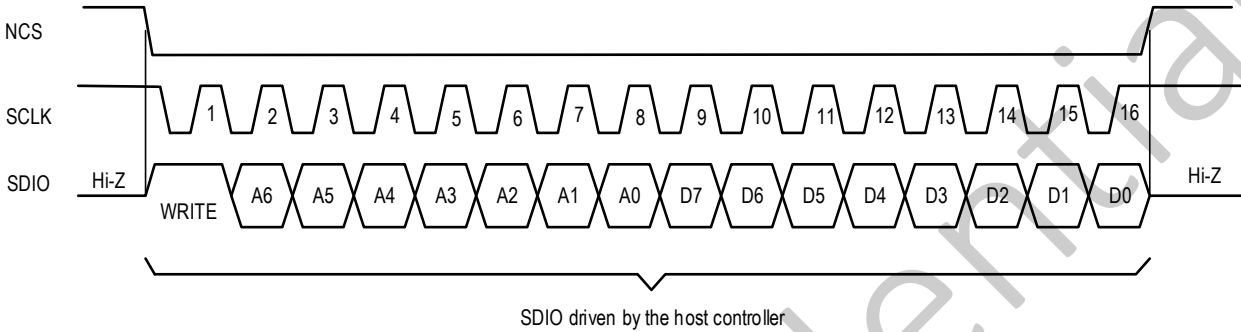 NCS
SCLK 1 2 3 4 5 6 7 8 9 10 11 12 13 14 15 16
SDIO Hi-Z WRITE A6 A5 A4 A3 A2 A1 A0 D7 D6 D5 D4 D3 D2 D1 D0 Hi-Z
SDIO driven by the host controller